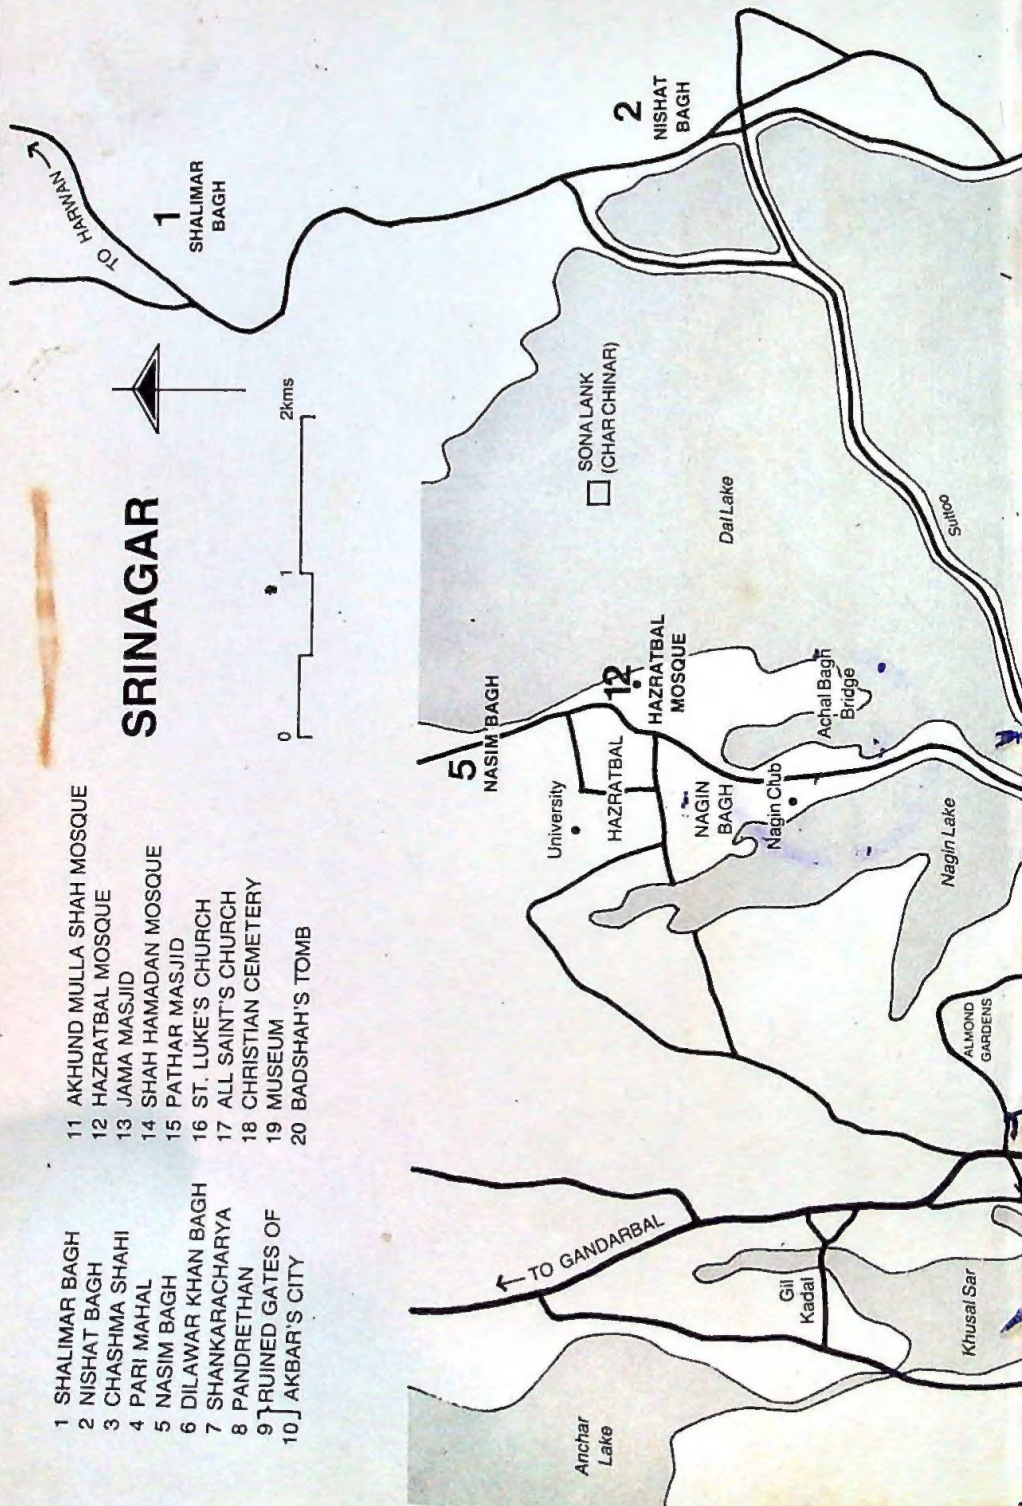 SRINAGAR
1 SHALIMAR BAGH
2 NISHAT BAGH
3 CHASHMA SHAHI
4 PARI MAHAL
5 NASIM BAGH
6 DILAWAR KHAN BAGH
7 SHANKARACHARYA
8 PANDRETHAN
9 } RUINED GATES OF
10 } AKBAR'S CITY
11 AKHUND MULLA SHAH MOSQUE
12 HAZRATBAL MOSQUE
13 JAMA MASJID
14 SHAH HAMADAN MOSQUE
15 PATHAR MASJID
16 ST. LUKE'S CHURCH
17 ALL SAINT'S CHURCH
18 CHRISTIAN CEMETERY
19 MUSEUM
20 BADSHAH'S TOMB
0 1 2kms
TO HARWAN
1
SHALIMAR
BAGH
2
NISHAT
BAGH
SONA LANK
(CHAR CHINAR)
Dal Lake
Suttoo
5
NASIM BAGH
12
HAZRATBAL
MOSQUE
University
HAZRATBAL
NAGIN
BAGH
Nagin Club
Achal Bagh
Bridge
Nagin Lake
ALMOND
GARDENS
TO GANDARBAL
Gil
Kadal
Khusal Sar
Anchar
Lake